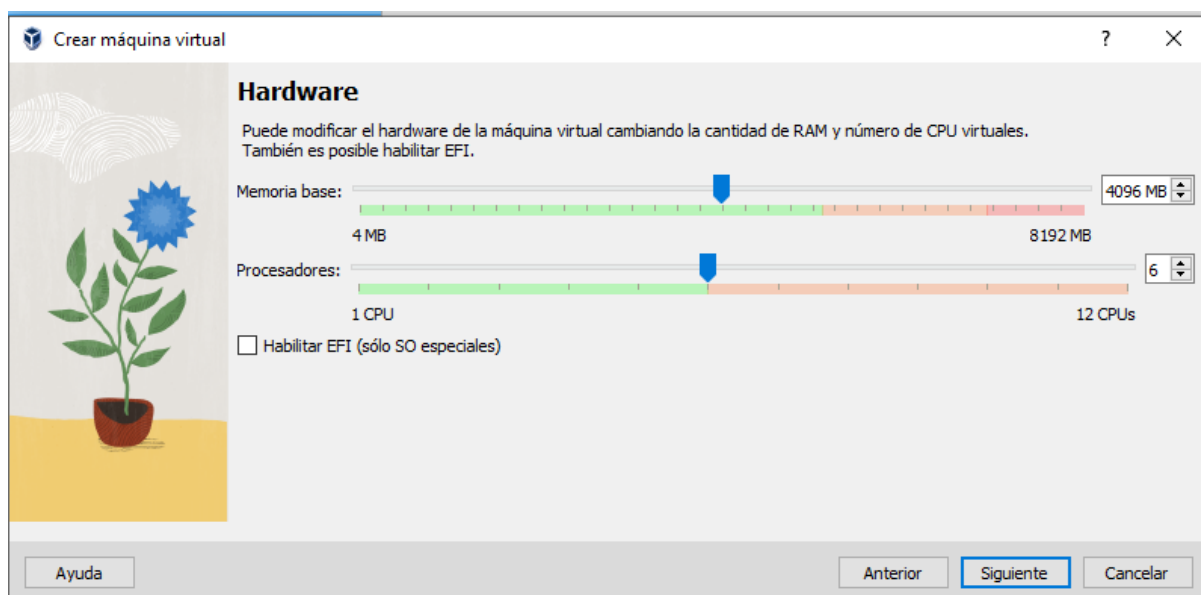 Crear máquina virtual
?
Hardware
Puede modificar el hardware de la máquina virtual cambiando la cantidad de RAM y número de CPU virtuales.
También es posible habilitar EFI.
Memoria base:
4096 MB
4 MB
8192 MB
Procesadores:
6
1 CPU
12 CPUs
Habilitar EFI (sólo SO especiales)
Ayuda
Anterior
Siguiente
Cancelar